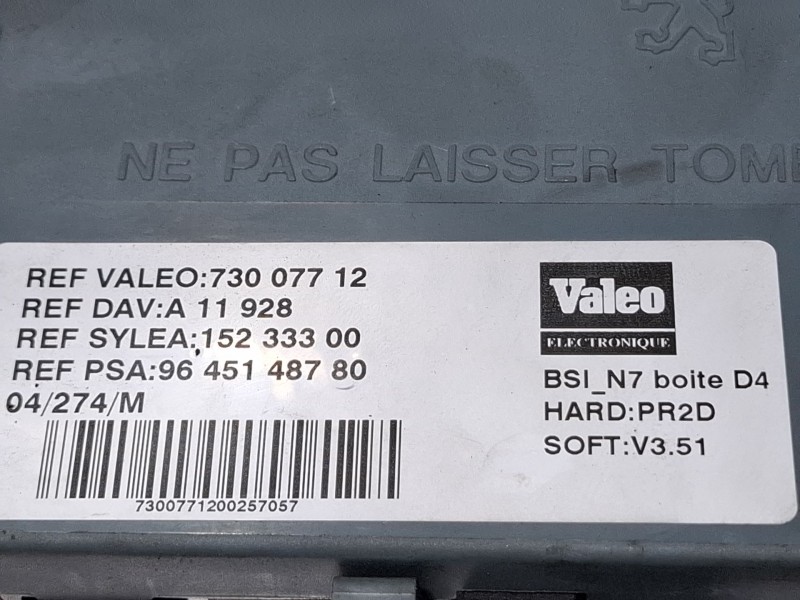 NE PAS LAISSER
REF VALEO:730 077 12
REF DAV:A 11 928
REF SYLEA:152 333 00
REF PSA:96 451 487 80
04/274/M
7300771200257057
Valeo
ELECTRONIQUE
BSI_N7 boite D4
HARD:PR2D
SOFT:V3.51